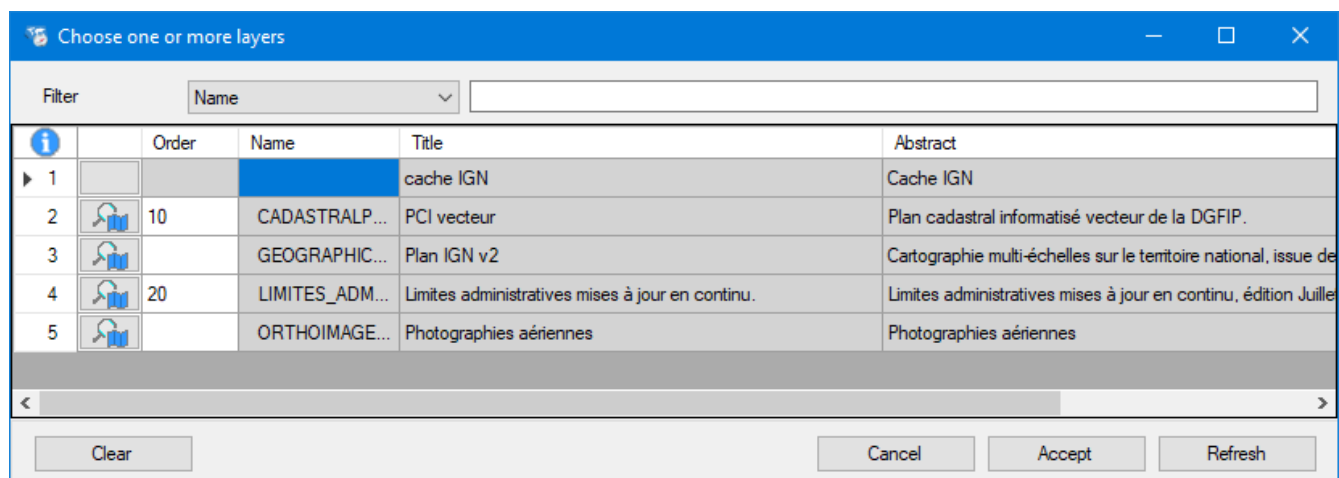 Choose one or more layers
Filter Name
Order Name Title Abstract
1 cache IGN Cache IGN
2 10 CADASTRALP... PCI vecteur Plan cadastral informatisé vecteur de la DGFIP.
3 GEOGRAPHIC... Plan IGN v2 Cartographie multi-échelles sur le territoire national, issue de
4 20 LIMITES_ADM... Limites administratives mises à jour en continu. Limites administratives mises à jour en continu, édition Juillet
5 ORTHOIMAGE... Photographies aériennes Photographies aériennes
Clear Cancel Accept Refresh